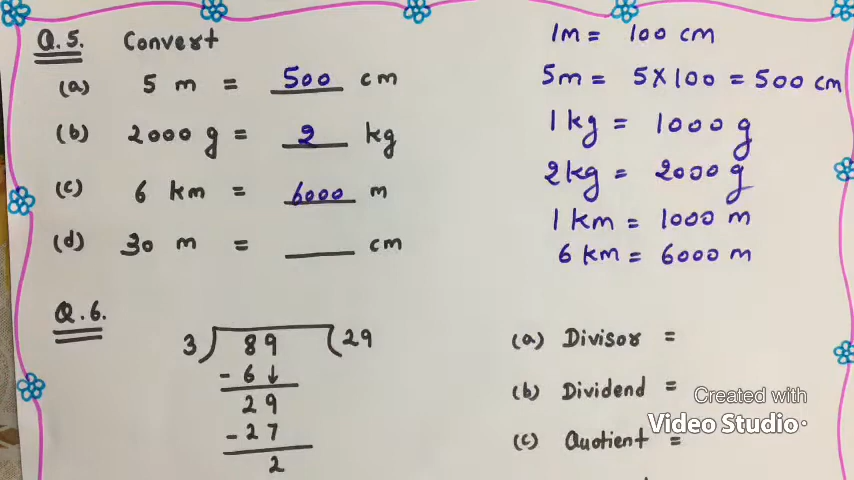 Q.5. Convert
(a) 5 m = 500 cm
(b) 2000 g = 2 kg
(c) 6 km = 6000 m
(d) 30 m = ____ cm
1m = 100 cm
5m = 5X100 = 500 cm
1 kg = 1000 g
2kg = 2000 g
1 km = 1000 m
6 km = 6000 m
Q.6.
3) 89 (29
- 6 ↓
29
- 27
2
(a) Divisor =
(b) Dividend =
(c) Quotient =
Created with
Video Studio